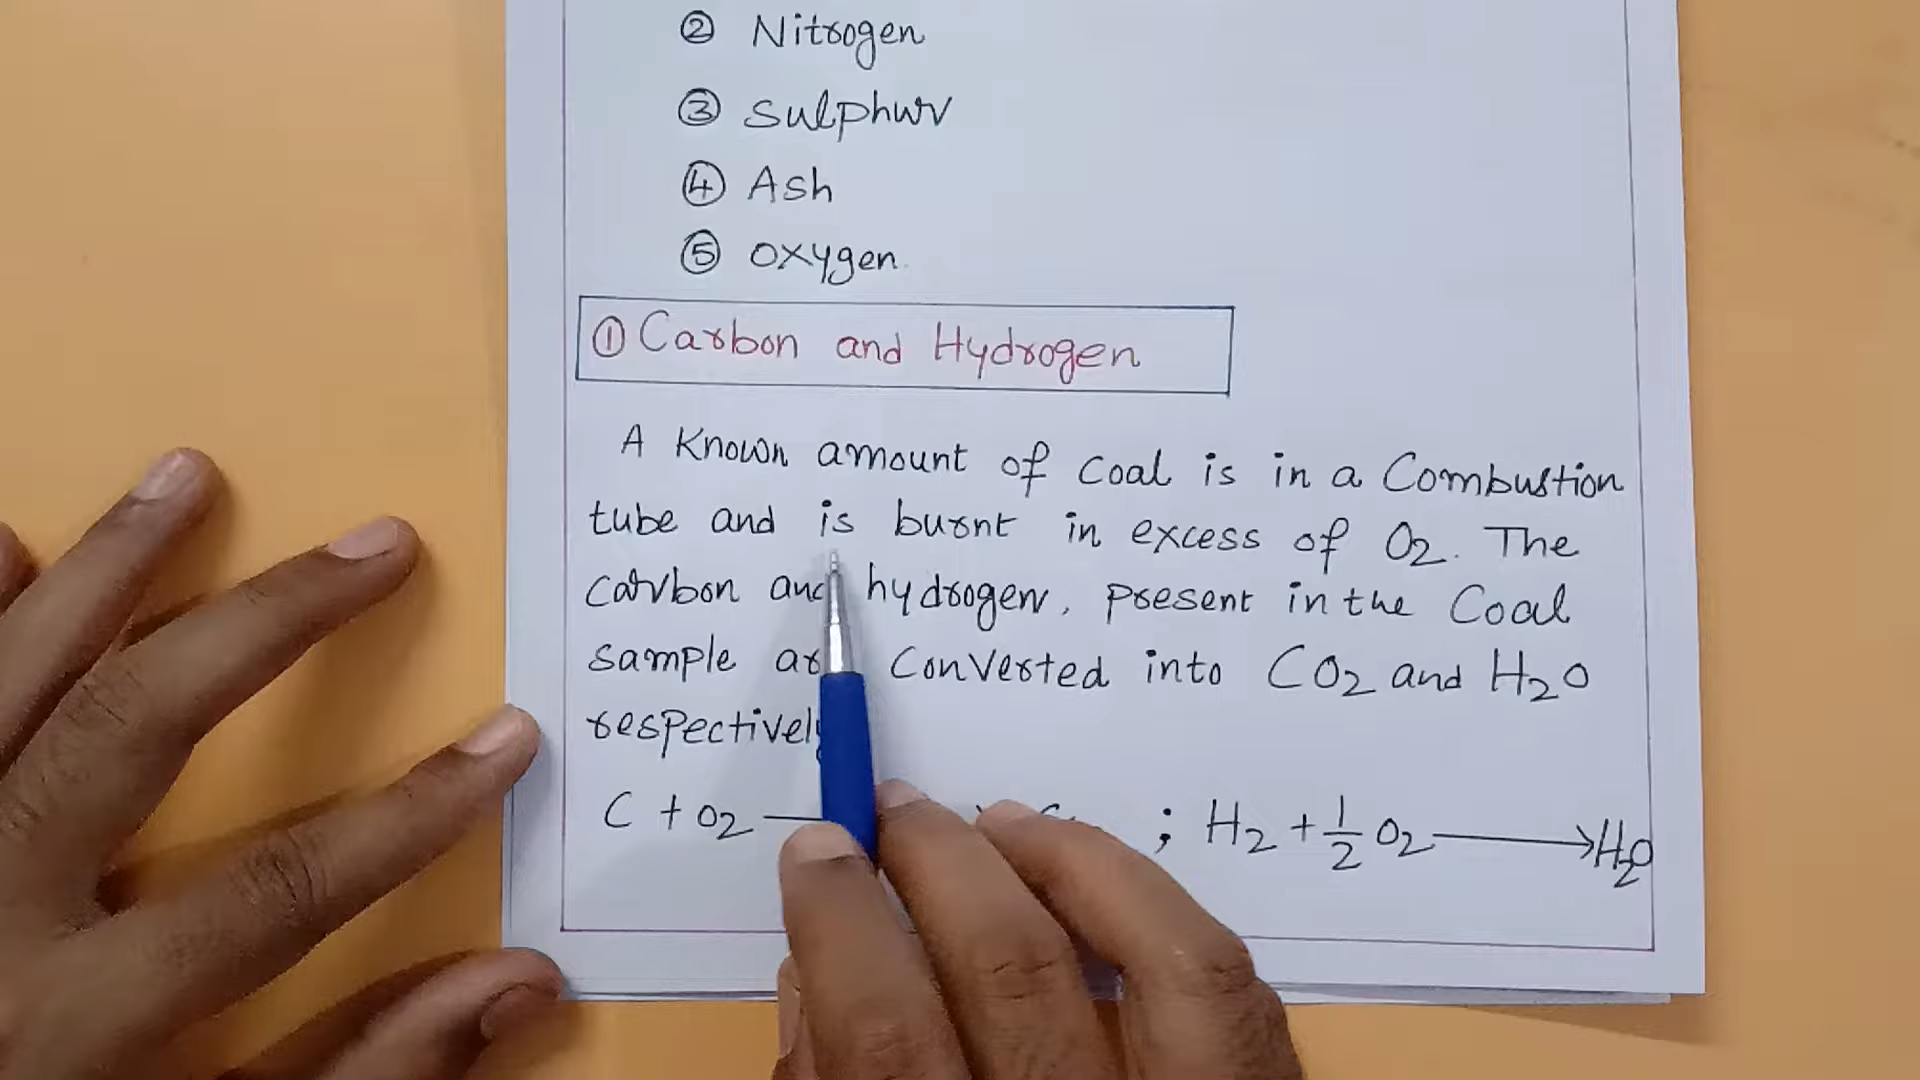 ② Nitrogen
③ Sulphur
④ Ash
⑤ Oxygen
① Carbon and Hydrogen
A known amount of coal is in a Combustion
tube and is burnt in excess of O₂. The
carbon and hydrogen, present in the Coal
sample converted into CO₂ and H₂O
C + O₂ ; H₂ + ½ O₂ → H₂O